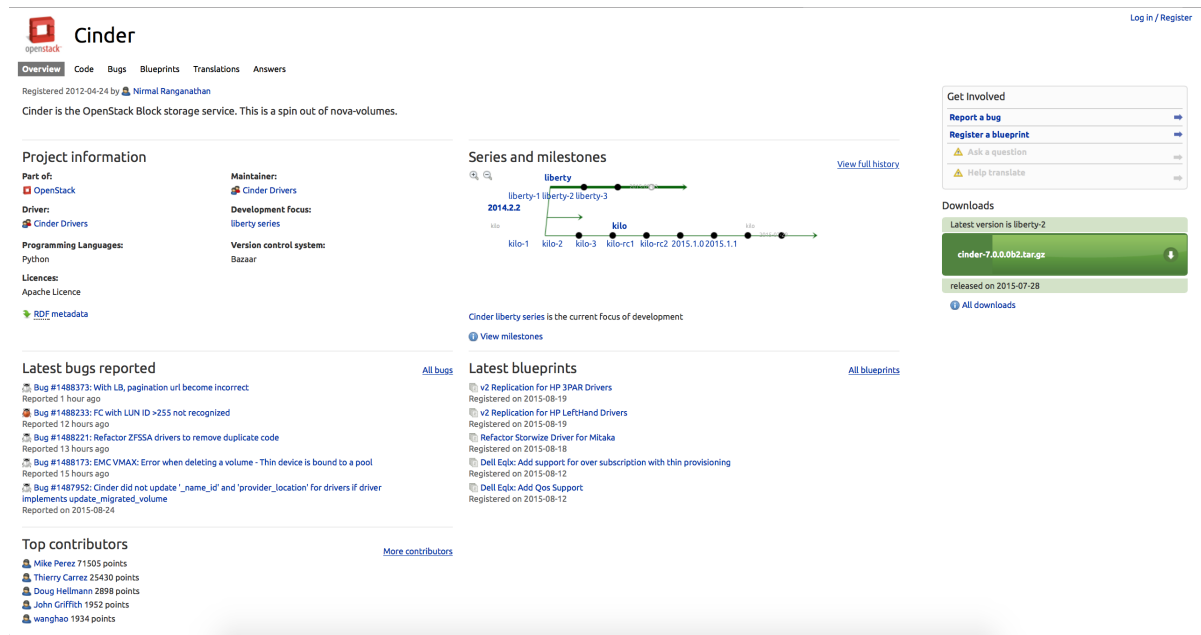 Log in / Register
openstack
Cinder
Overview Code Bugs Blueprints Translations Answers
Registered 2012-04-24 by Nirmal Ranganathan
Cinder is the OpenStack Block storage service. This is a spin out of nova-volumes.
Project information
Part of:
OpenStack
Maintainer:
Cinder Drivers
Driver:
Cinder Drivers
Development focus:
liberty series
Programming Languages:
Python
Version control system:
Bazaar
Licences:
Apache Licence
RDF metadata
Series and milestones
View full history
liberty
liberty-1 liberty-2 liberty-3
2014.2.2
kilo
kilo
kilo
kilo-1 kilo-2 kilo-3 kilo-rc1 kilo-rc2 2015.1.0 2015.1.1
Cinder liberty series is the current focus of development
View milestones
Latest bugs reported
All bugs
Bug #1488373: With LB, pagination url become incorrect
Reported 1 hour ago
Bug #1488233: FC with LUN ID >255 not recognized
Reported 12 hours ago
Bug #1488221: Refactor ZFSSA drivers to remove duplicate code
Reported 13 hours ago
Bug #1488173: EMC VMAX: Error when deleting a volume - Thin device is bound to a pool
Reported 15 hours ago
Bug #1487952: Cinder did not update '_name_id' and 'provider_location' for drivers if driver
implements update_migrated_volume
Reported on 2015-08-24
Latest blueprints
All blueprints
v2 Replication for HP 3PAR Drivers
Registered on 2015-08-19
v2 Replication for HP LeftHand Drivers
Registered on 2015-08-19
Refactor Storwize Driver for Mitaka
Registered on 2015-08-18
Dell Eqlx: Add support for over subscription with thin provisioning
Registered on 2015-08-12
Dell Eqlx: Add Qos Support
Registered on 2015-08-12
Top contributors
More contributors
Mike Perez 71505 points
Thierry Carrez 25430 points
Doug Hellmann 2898 points
John Griffith 1952 points
wanghao 1934 points
Get Involved
Report a bug
Register a blueprint
Ask a question
Help translate
Downloads
Latest version is liberty-2
cinder-7.0.0.0b2.tar.gz
released on 2015-07-28
All downloads